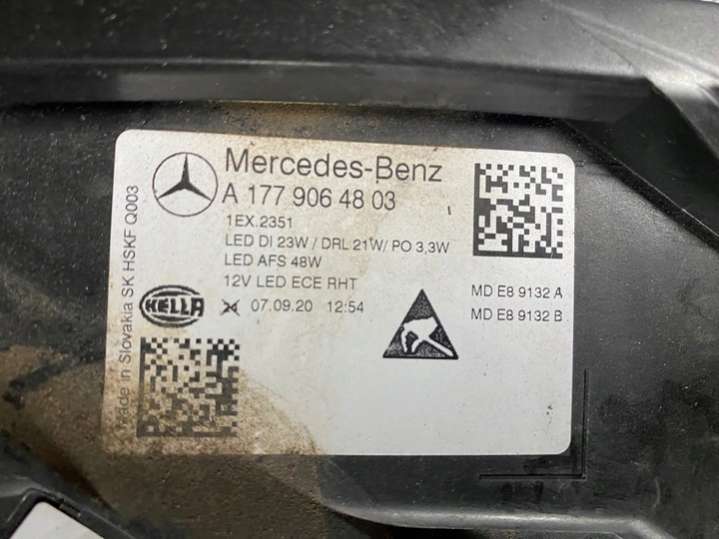 Mercedes-Benz
A 177 906 48 03
1EX.2351
LED DI 23W / DRL 21W/ PO 3,3W
LED AFS 48W
12V LED ECE RHT
HELLA
07.09.20 12:54
MD E8 9132 A
MD E8 9132 B
Made in Slovakia SK HSKF Q003